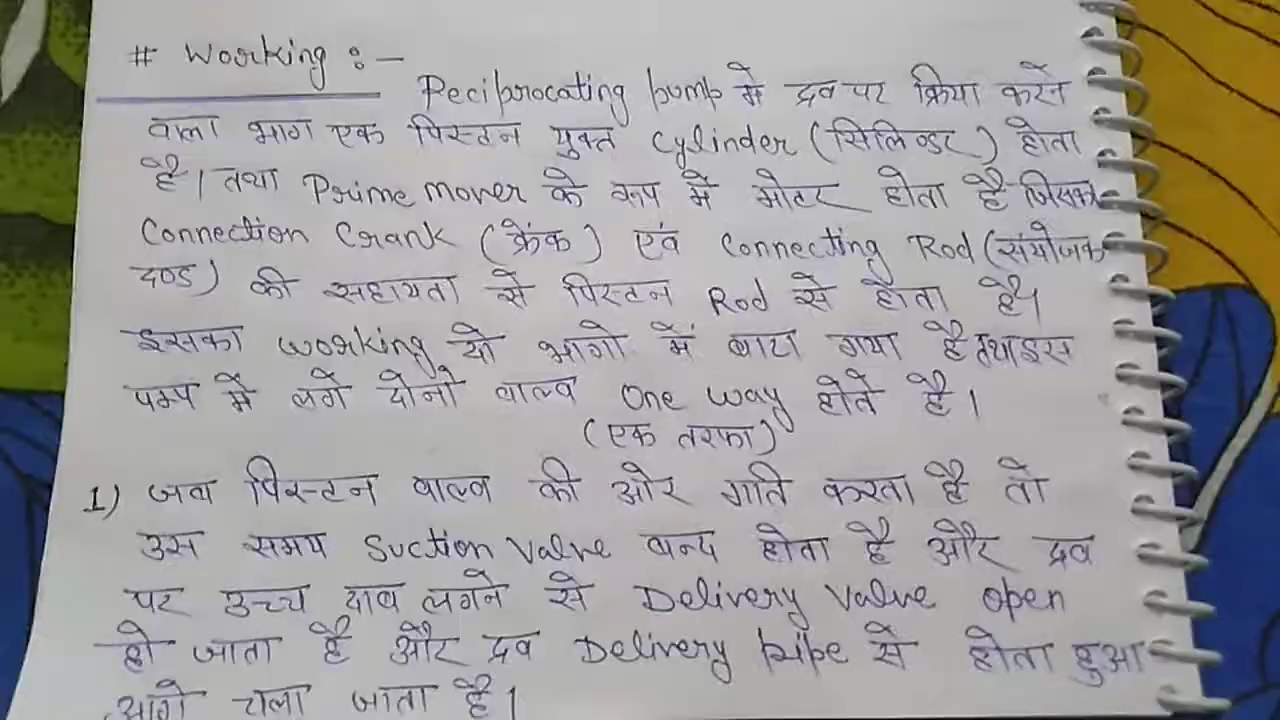 # Working :-
Reciprocating pump में द्रव पर क्रिया करने
वाला भाग एक पिस्टन युक्त Cylinder (सिलिण्डर) होता
है। तथा Prime mover के रूप में मोटर होता है जिसका
Connection Crank (क्रैंक) एवं Connecting Rod (संयोजक
दण्ड) की सहायता से पिस्टन Rod से होता है।
इसका Working दो भागो में बाटा गया है तथा इस
पम्प में लगे दोनो वाल्व One Way होते है।
(एक तरफा)
1) जब पिस्टन वाल्व की ओर गति करता है तो
उस समय Suction Valve बन्द होता है और द्रव
पर उच्च दाब लगने से Delivery Valve open
हो जाता है और द्रव Delivery pipe से होता हुआ
आगे चला जाता है।